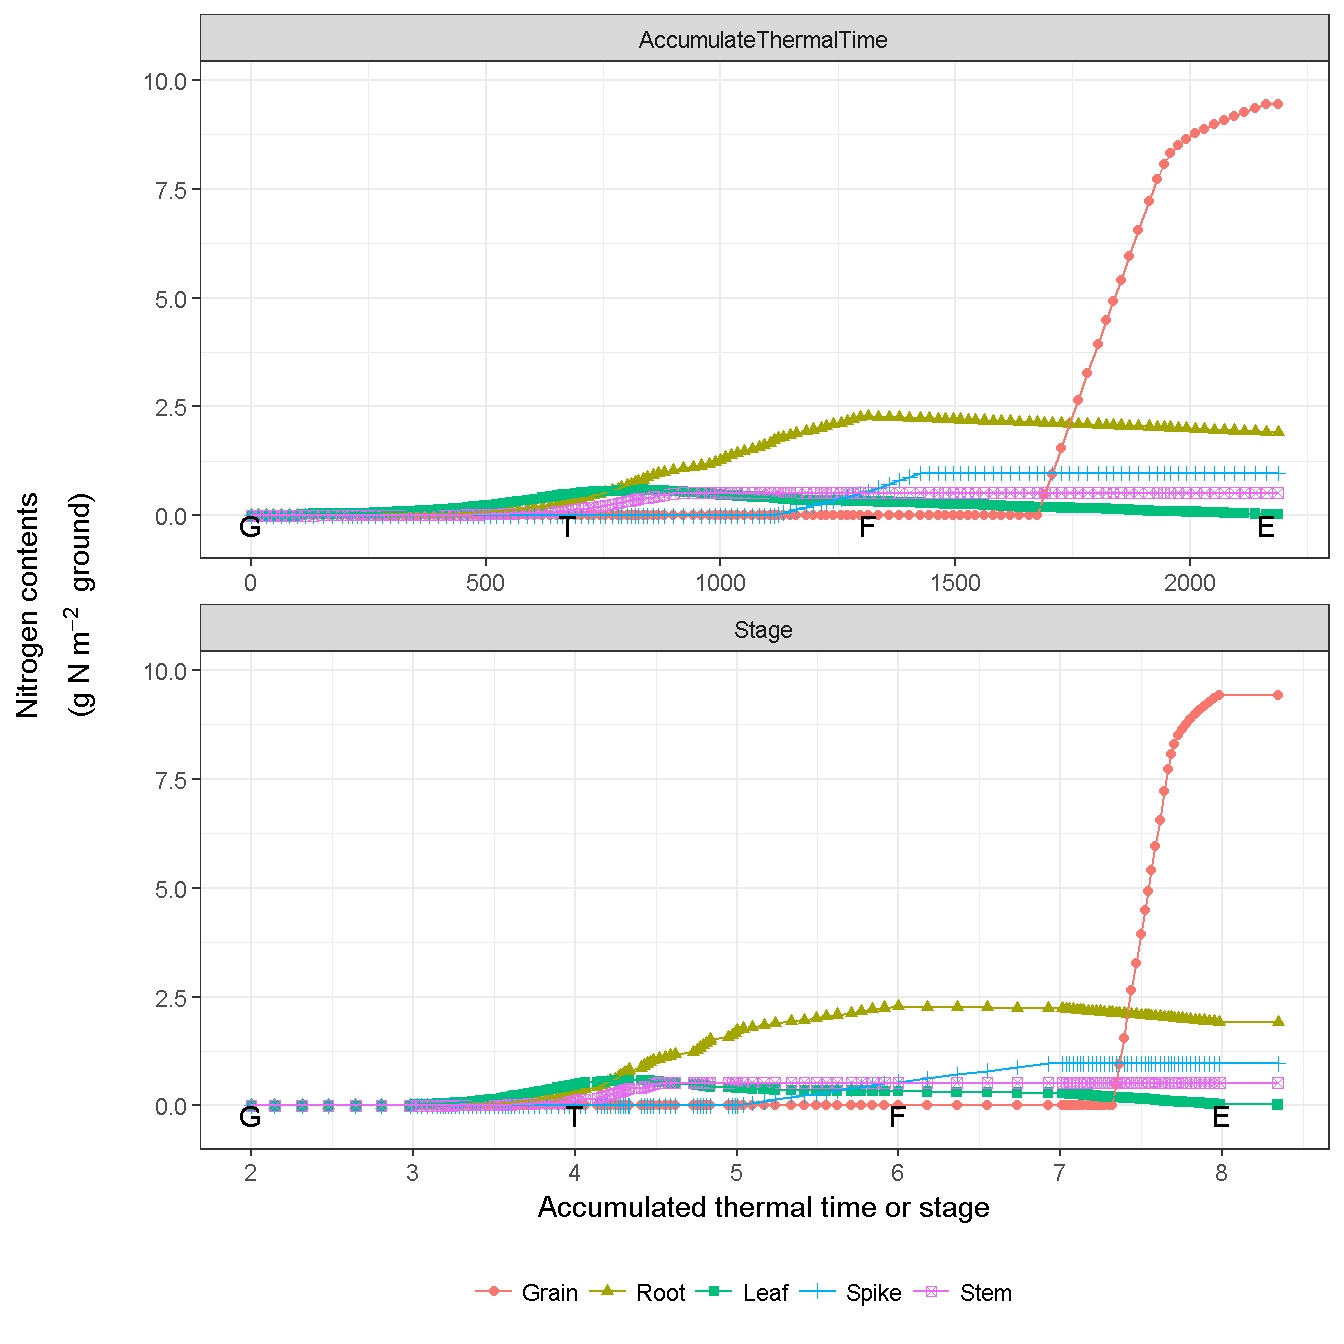 AccumulateThermalTime
10.0
7.5
5.0
2.5
0.0
G T F E
0 500 1000 1500 2000
Stage
10.0
7.5
5.0
2.5
0.0
G T F E
2 3 4 5 6 7 8
Nitrogen contents
(g N m⁻² ground)
Accumulated thermal time or stage
Grain Root Leaf Spike Stem